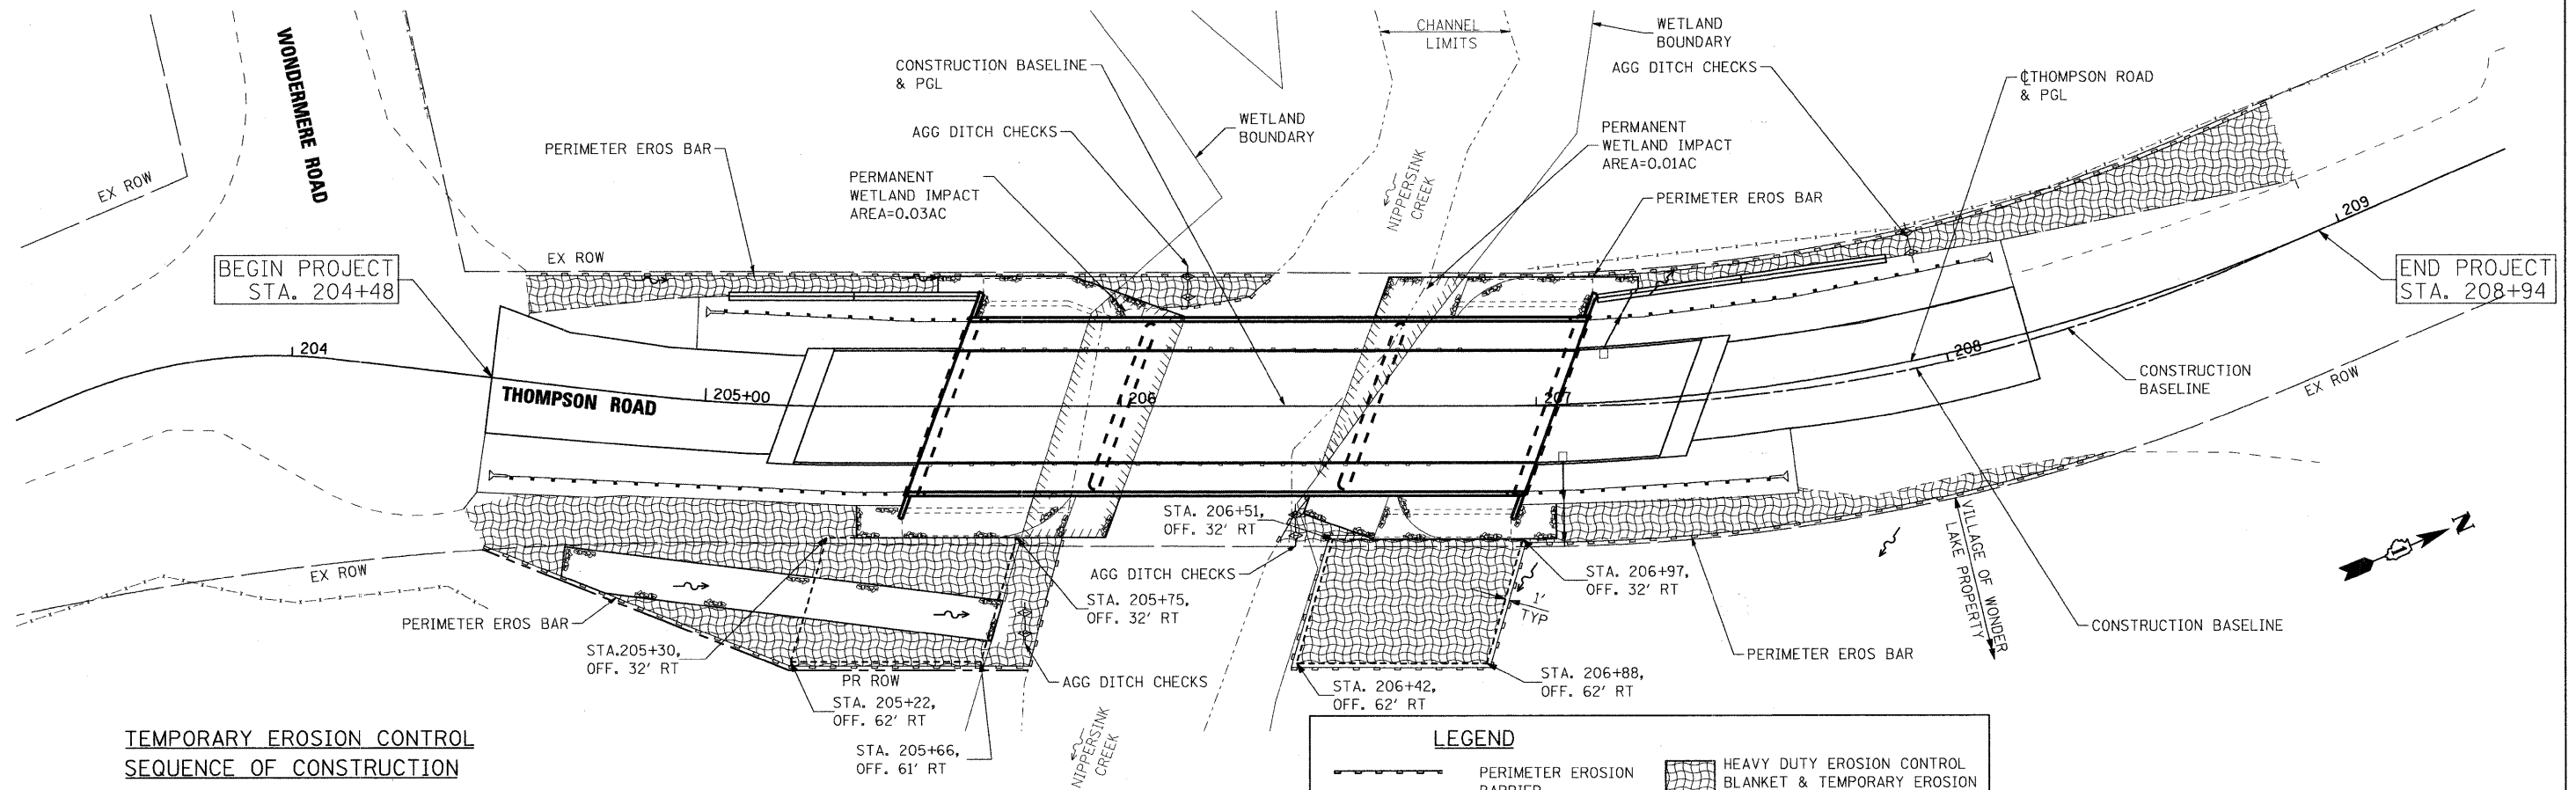 WONDERMERE ROAD
CHANNEL
LIMITS
WETLAND
BOUNDARY
CONSTRUCTION BASELINE
& PGL
AGG DITCH CHECKS
℄THOMPSON ROAD
& PGL
AGG DITCH CHECKS
WETLAND
BOUNDARY
PERMANENT
WETLAND IMPACT
AREA=0.01AC
PERIMETER EROS BAR
NIPPERSINK
CREEK
PERMANENT
WETLAND IMPACT
AREA=0.03AC
EX ROW
PERIMETER EROS BAR
209
EX ROW
BEGIN PROJECT
STA. 204+48
END PROJECT
STA. 208+94
204
208
THOMPSON ROAD
205+00
206
207
CONSTRUCTION
BASELINE
EX ROW
STA. 206+51,
OFF. 32' RT
VILLAGE OF WONDER
LAKE PROPERTY
N
EX ROW
AGG DITCH CHECKS
STA. 206+97,
OFF. 32' RT
1'
TYP
STA. 205+75,
OFF. 32' RT
PERIMETER EROS BAR
CONSTRUCTION BASELINE
STA.205+30,
OFF. 32' RT
PERIMETER EROS BAR
PR ROW
AGG DITCH CHECKS
STA. 206+88,
OFF. 62' RT
STA. 206+42,
OFF. 62' RT
STA. 205+22,
OFF. 62' RT
STA. 205+66,
OFF. 61' RT
NIPPERSINK
CREEK
TEMPORARY EROSION CONTROL
SEQUENCE OF CONSTRUCTION
LEGEND
PERIMETER EROSION
BARRIER
HEAVY DUTY EROSION CONTROL
BLANKET & TEMPORARY EROSION